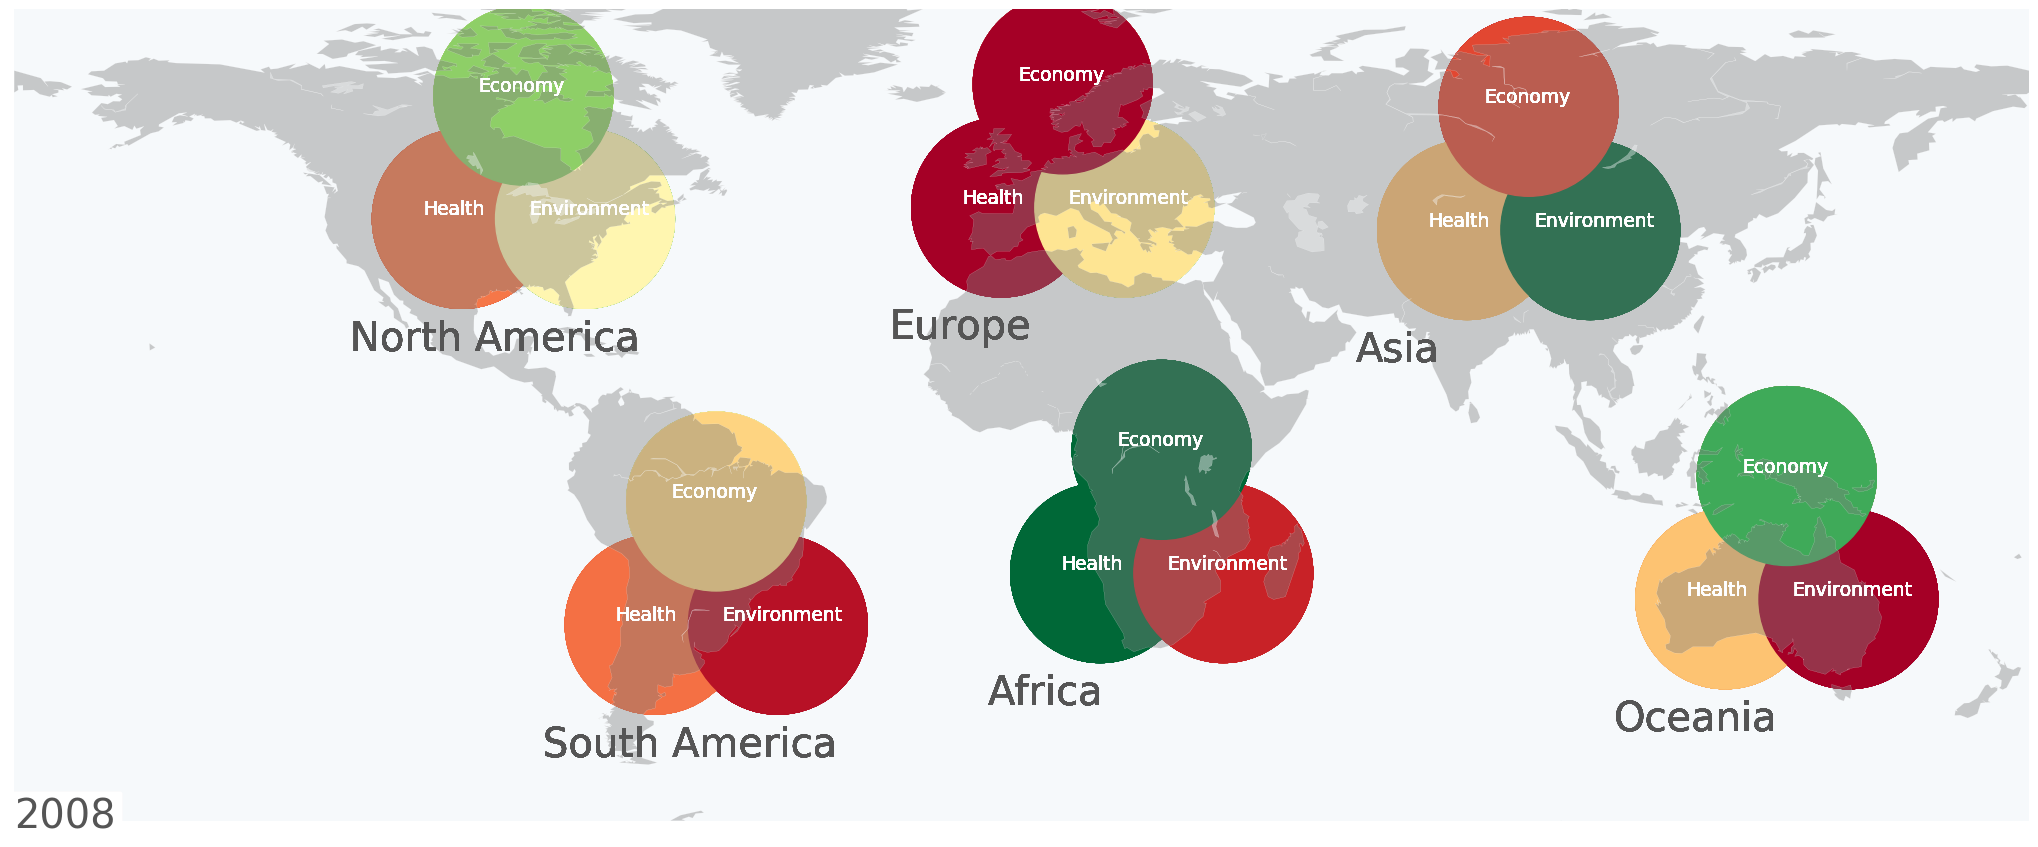 Economy
Health
Environment
North America
Economy
Health
Environment
Europe
Economy
Health
Environment
Asia
Economy
Health
Environment
South America
Economy
Health
Environment
Africa
Economy
Health
Environment
Oceania
2008